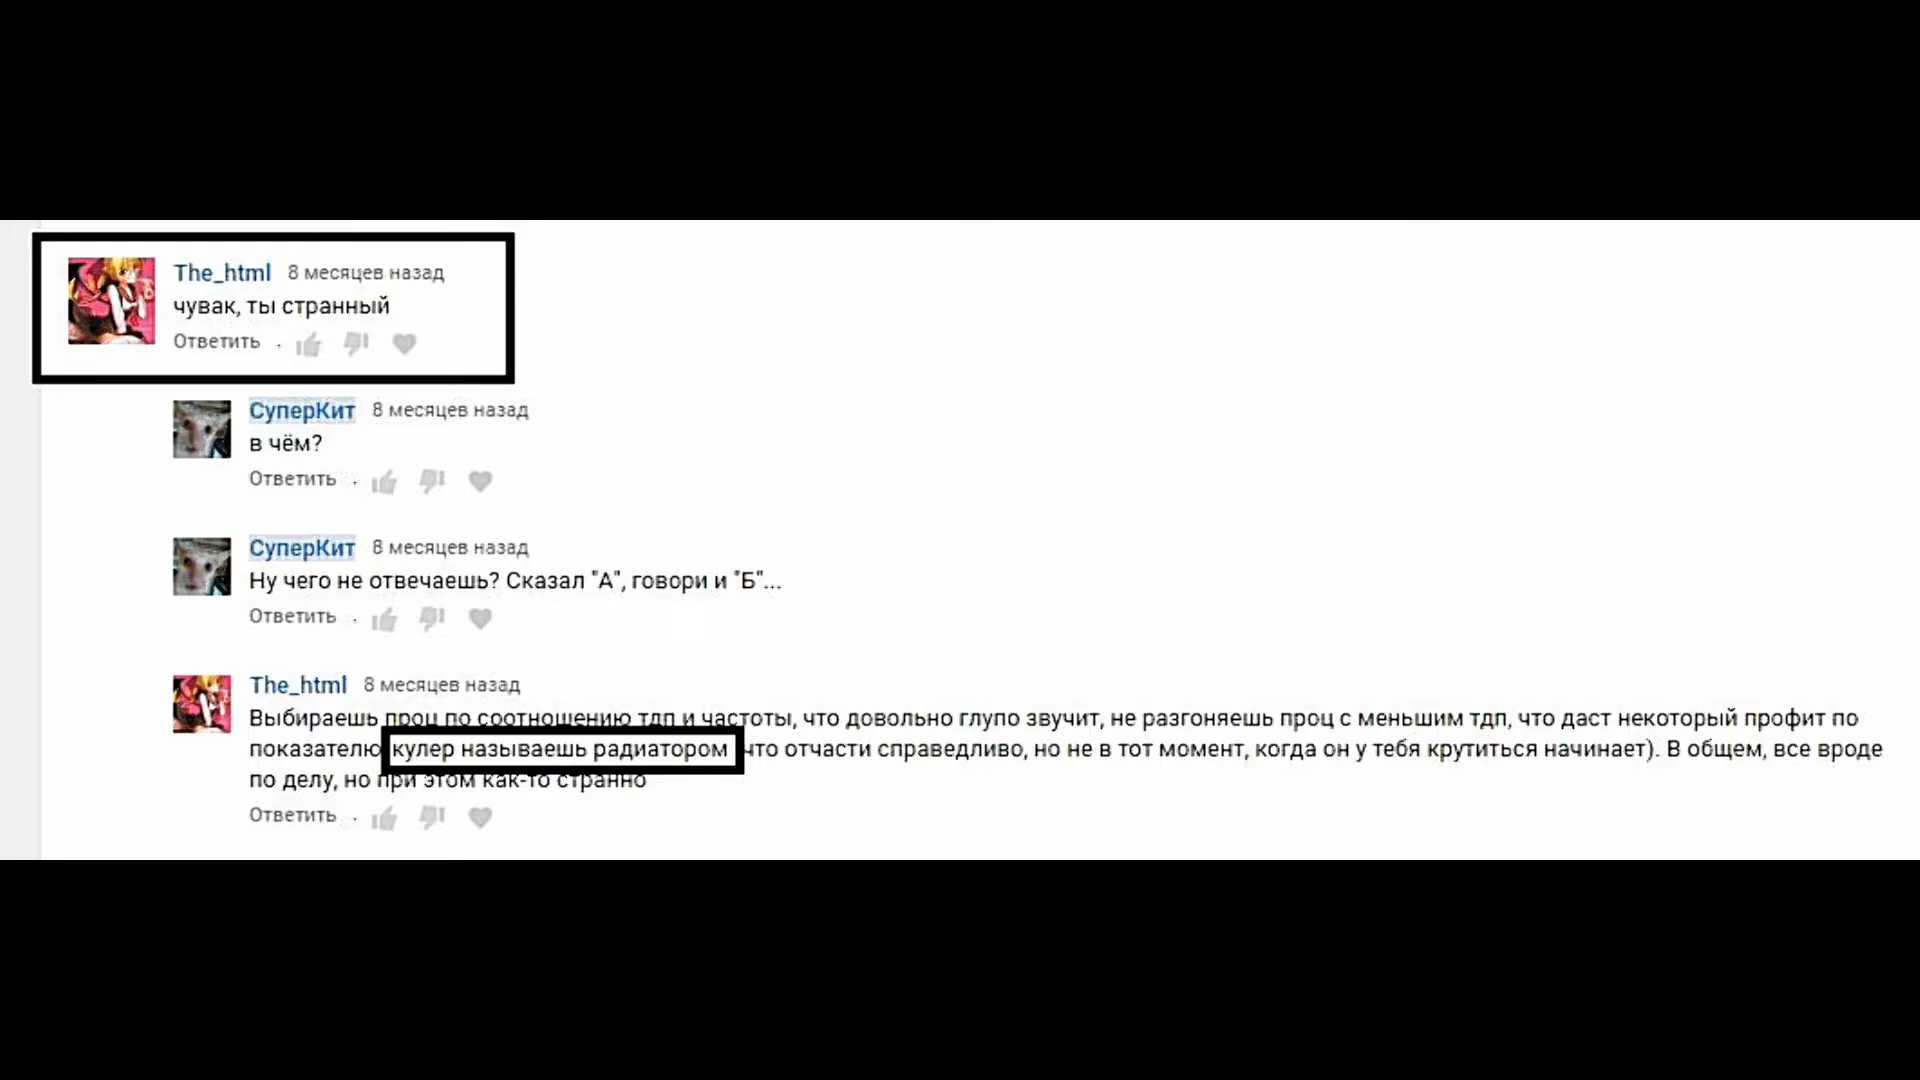 The_html 8 месяцев назад
чувак, ты странный
Ответить .
СуперКит 8 месяцев назад
в чём?
Ответить .
СуперКит 8 месяцев назад
Ну чего не отвечаешь? Сказал "А", говори и "Б"...
Ответить .
The_html 8 месяцев назад
Выбираешь проц по соотношению тдп и частоты, что довольно глупо звучит, не разгоняешь проц с меньшим тдп, что даст некоторый профит по
показателю кулер называешь радиатором что отчасти справедливо, но не в тот момент, когда он у тебя крутиться начинает). В общем, все вроде
по делу, но при этом как-то странно
Ответить .